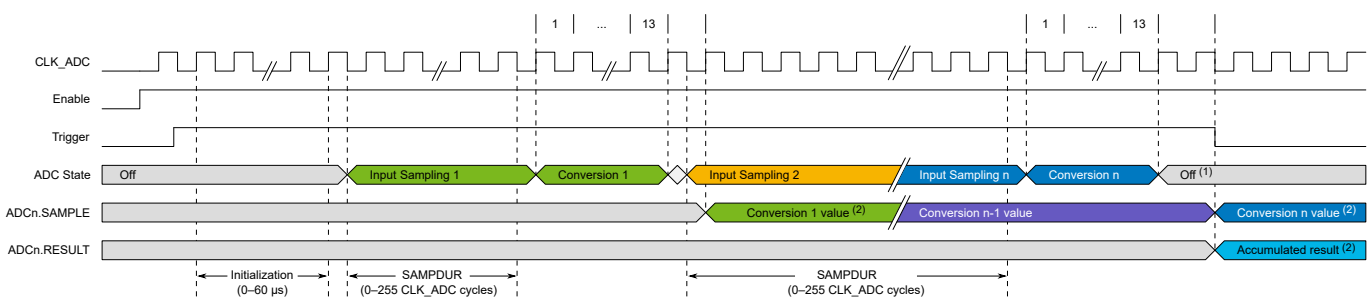 1 ... 13 1 ... 13
CLK_ADC
Enable
Trigger
ADC State Off Input Sampling 1 Conversion 1 Input Sampling 2 Input Sampling n Conversion n Off (1)
ADCn.SAMPLE Conversion 1 value (2) Conversion n-1 value Conversion n value (2)
ADCn.RESULT Accumulated result (2)
Initialization SAMPDUR SAMPDUR
(0–60 µs) (0–255 CLK_ADC cycles) (0–255 CLK_ADC cycles)